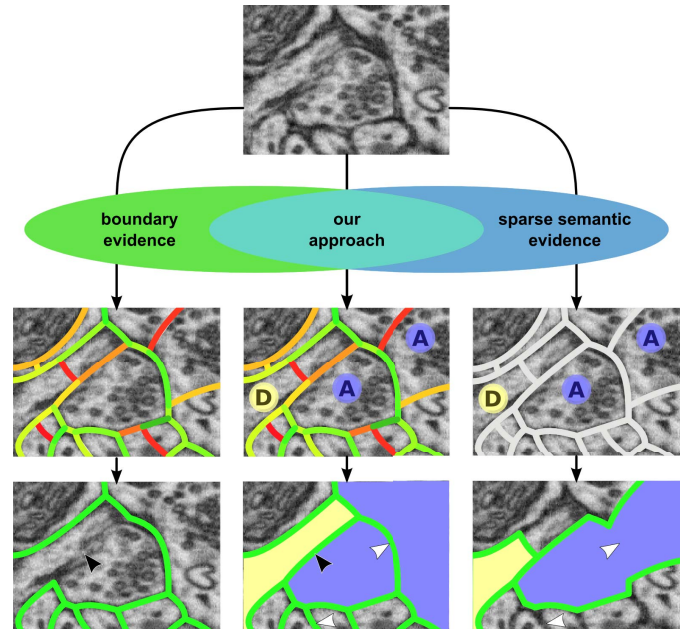 boundary
evidence
our
approach
sparse semantic
evidence
A
D
A
A
D
A